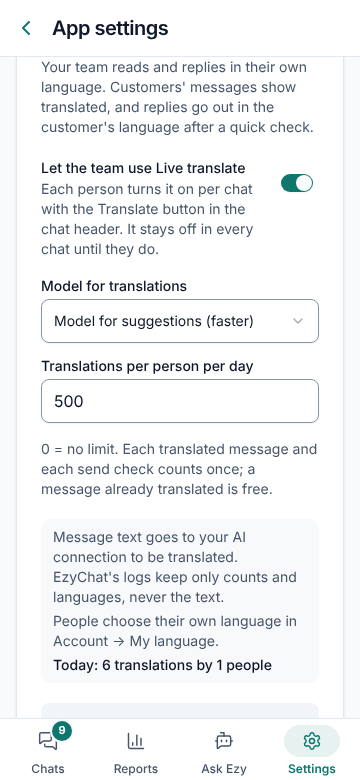 App settings
Your team reads and replies in their own
language. Customers' messages show
translated, and replies go out in the
customer's language after a quick check.
Let the team use Live translate
Each person turns it on per chat
with the Translate button in the
chat header. It stays off in every
chat until they do.
Model for translations
Model for suggestions (faster)
Translations per person per day
500
0 = no limit. Each translated message and
each send check counts once; a
message already translated is free.
Message text goes to your AI
connection to be translated.
EzyChat's logs keep only counts and
languages, never the text.
People choose their own language in
Account → My language.
Today: 6 translations by 1 people
9
Chats
Reports
Ask Ezy
Settings